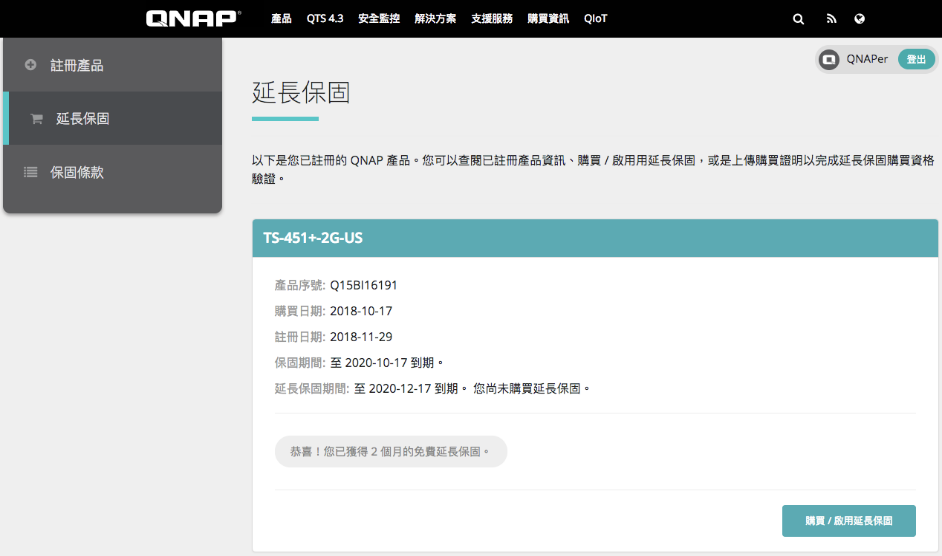 QNAP 產品 QTS 4.3 安全監控 解決方案 支援服務 購買資訊 QIoT
QNAPer 登出
註冊產品
延長保固
保固條款
延長保固
以下是您已註冊的 QNAP 產品。您可以查閱已註冊產品資訊、購買 / 啟用用延長保固,或是上傳購買證明以完成延長保固購買資格
驗證。
TS-451+-2G-US
產品序號: Q15BI16191
購買日期: 2018-10-17
註冊日期: 2018-11-29
保固期間: 至 2020-10-17 到期。
延長保固期間: 至 2020-12-17 到期。 您尚未購買延長保固。
恭喜!您已獲得 2 個月的免費延長保固。
購買 / 啟用延長保固